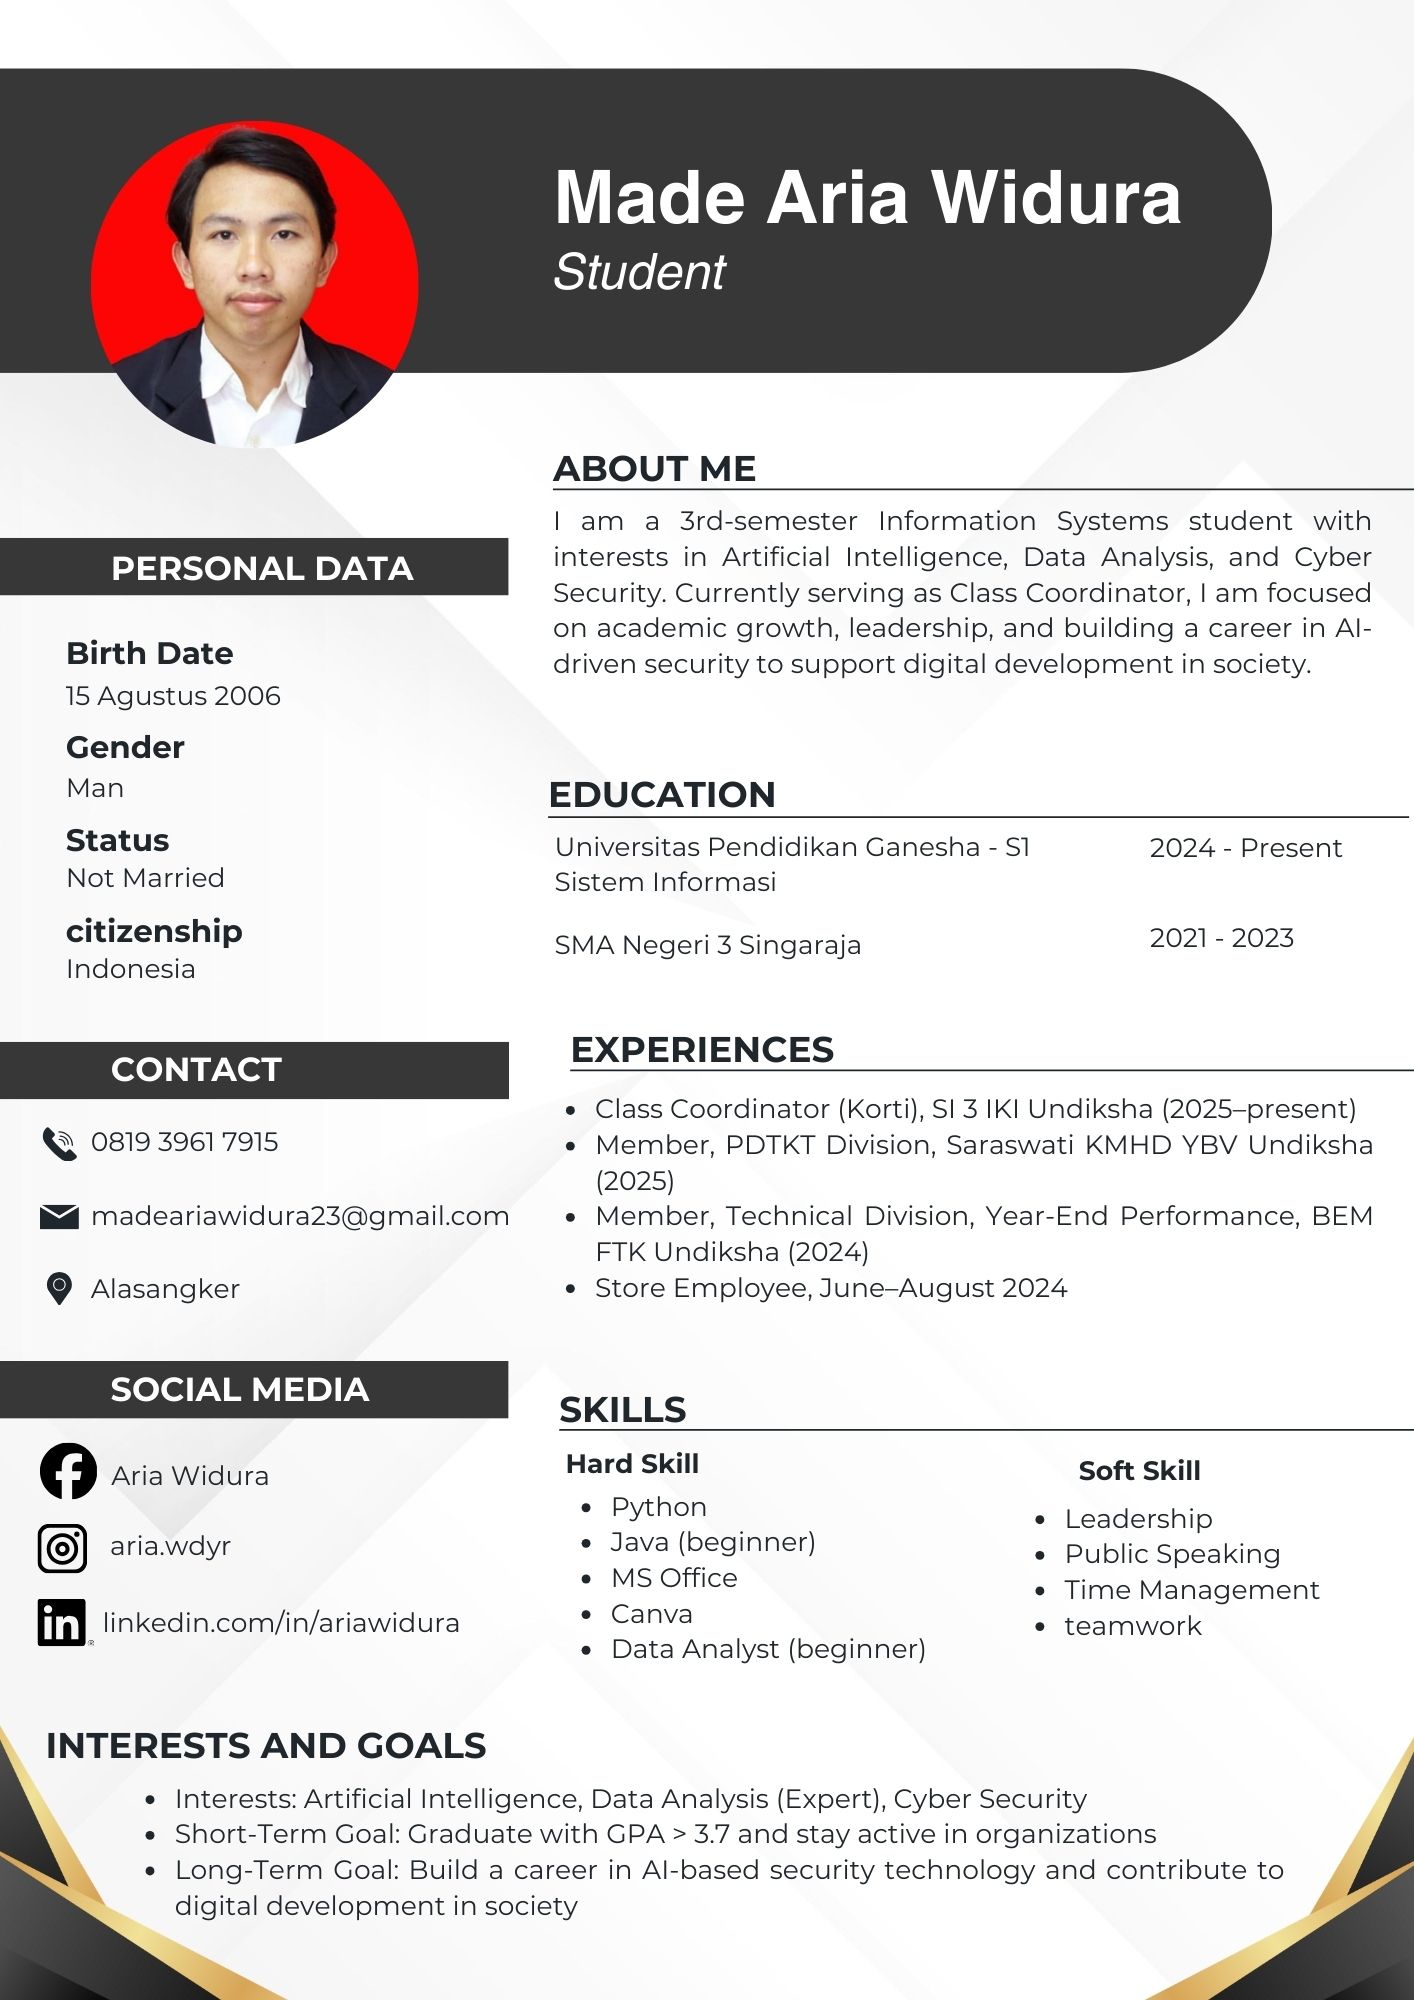 Made Aria Widura
Student
PERSONAL DATA
Birth Date
15 Agustus 2006
Gender
Man
Status
Not Married
citizenship
Indonesia
CONTACT
0819 3961 7915
madeariawidura23@gmail.com
Alasangker
SOCIAL MEDIA
Aria Widura
aria.wdyr
linkedin.com/in/ariawidura
ABOUT ME
I am a 3rd-semester Information Systems student with
interests in Artificial Intelligence, Data Analysis, and Cyber
Security. Currently serving as Class Coordinator, I am focused
on academic growth, leadership, and building a career in AI-
driven security to support digital development in society.
EDUCATION
Universitas Pendidikan Ganesha - S1
Sistem Informasi
2024 - Present
SMA Negeri 3 Singaraja
2021 - 2023
EXPERIENCES
• Class Coordinator (Korti), SI 3 IKI Undiksha (2025–present)
• Member, PDTKT Division, Saraswati KMHD YBV Undiksha
(2025)
• Member, Technical Division, Year-End Performance, BEM
FTK Undiksha (2024)
• Store Employee, June–August 2024
SKILLS
Hard Skill
• Python
• Java (beginner)
• MS Office
• Canva
• Data Analyst (beginner)
Soft Skill
• Leadership
• Public Speaking
• Time Management
• teamwork
INTERESTS AND GOALS
• Interests: Artificial Intelligence, Data Analysis (Expert), Cyber Security
• Short-Term Goal: Graduate with GPA > 3.7 and stay active in organizations
• Long-Term Goal: Build a career in AI-based security technology and contribute to
digital development in society